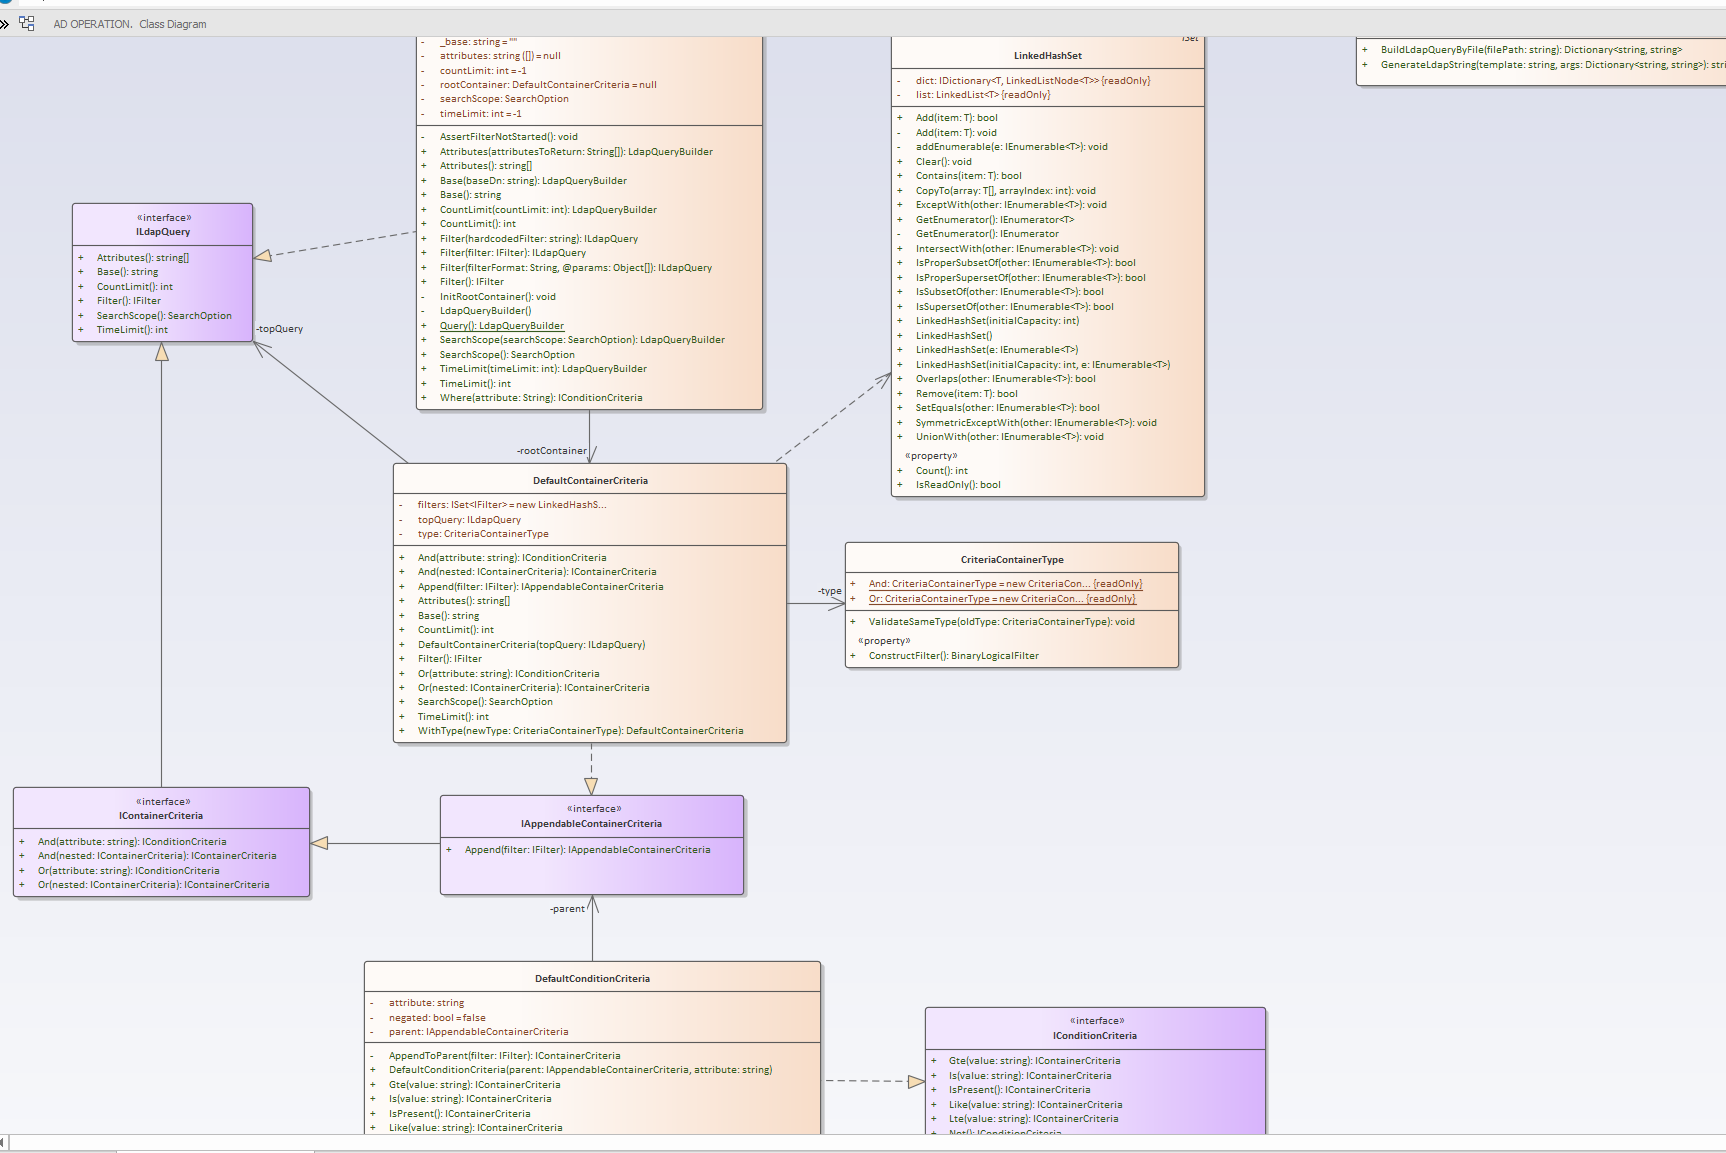 AD OPERATION.  Class Diagram
- _base: string = ""
- attributes: string ([]) = null
- countLimit: int = -1
- rootContainer: DefaultContainerCriteria = null
- searchScope: SearchOption
- timeLimit: int = -1
- AssertFilterNotStarted(): void
+ Attributes(attributesToReturn: String[]): LdapQueryBuilder
+ Attributes(): string[]
+ Base(baseDn: string): LdapQueryBuilder
+ Base(): string
+ CountLimit(countLimit: int): LdapQueryBuilder
+ CountLimit(): int
+ Filter(hardcodedFilter: string): ILdapQuery
+ Filter(filter: IFilter): ILdapQuery
+ Filter(filterFormat: String, @params: Object[]): ILdapQuery
+ Filter(): IFilter
- InitRootContainer(): void
- LdapQueryBuilder()
+ Query(): LdapQueryBuilder
+ SearchScope(searchScope: SearchOption): LdapQueryBuilder
+ SearchScope(): SearchOption
+ TimeLimit(timeLimit: int): LdapQueryBuilder
+ TimeLimit(): int
+ Where(attribute: String): IConditionCriteria
ISet
LinkedHashSet
- dict: IDictionary<T, LinkedListNode<T>> {readOnly}
- list: LinkedList<T> {readOnly}
+ Add(item: T): bool
- Add(item: T): void
- addEnumerable(e: IEnumerable<T>): void
+ Clear(): void
+ Contains(item: T): bool
+ CopyTo(array: T[], arrayIndex: int): void
+ ExceptWith(other: IEnumerable<T>): void
+ GetEnumerator(): IEnumerator<T>
- GetEnumerator(): IEnumerator
+ IntersectWith(other: IEnumerable<T>): void
+ IsProperSubsetOf(other: IEnumerable<T>): bool
+ IsProperSupersetOf(other: IEnumerable<T>): bool
+ IsSubsetOf(other: IEnumerable<T>): bool
+ IsSupersetOf(other: IEnumerable<T>): bool
+ LinkedHashSet(initialCapacity: int)
+ LinkedHashSet()
+ LinkedHashSet(e: IEnumerable<T>)
+ LinkedHashSet(initialCapacity: int, e: IEnumerable<T>)
+ Overlaps(other: IEnumerable<T>): bool
+ Remove(item: T): bool
+ SetEquals(other: IEnumerable<T>): bool
+ SymmetricExceptWith(other: IEnumerable<T>): void
+ UnionWith(other: IEnumerable<T>): void
«property»
+ Count(): int
+ IsReadOnly(): bool
+ BuildLdapQueryByFile(filePath: string): Dictionary<string, string>
+ GenerateLdapString(template: string, args: Dictionary<string, string>): stri
«interface»
ILdapQuery
+ Attributes(): string[]
+ Base(): string
+ CountLimit(): int
+ Filter(): IFilter
+ SearchScope(): SearchOption
+ TimeLimit(): int
-topQuery
-rootContainer
DefaultContainerCriteria
- filters: ISet<IFilter> = new LinkedHashS...
- topQuery: ILdapQuery
- type: CriteriaContainerType
+ And(attribute: string): IConditionCriteria
+ And(nested: IContainerCriteria): IContainerCriteria
+ Append(filter: IFilter): IAppendableContainerCriteria
+ Attributes(): string[]
+ Base(): string
+ CountLimit(): int
+ DefaultContainerCriteria(topQuery: ILdapQuery)
+ Filter(): IFilter
+ Or(attribute: string): IConditionCriteria
+ Or(nested: IContainerCriteria): IContainerCriteria
+ SearchScope(): SearchOption
+ TimeLimit(): int
+ WithType(newType: CriteriaContainerType): DefaultContainerCriteria
-type
CriteriaContainerType
+ And: CriteriaContainerType = new CriteriaCon... {readOnly}
+ Or: CriteriaContainerType = new CriteriaCon... {readOnly}
+ ValidateSameType(oldType: CriteriaContainerType): void
«property»
+ ConstructFilter(): BinaryLogicalFilter
«interface»
IContainerCriteria
+ And(attribute: string): IConditionCriteria
+ And(nested: IContainerCriteria): IContainerCriteria
+ Or(attribute: string): IConditionCriteria
+ Or(nested: IContainerCriteria): IContainerCriteria
«interface»
IAppendableContainerCriteria
+ Append(filter: IFilter): IAppendableContainerCriteria
-parent
DefaultConditionCriteria
- attribute: string
- negated: bool = false
- parent: IAppendableContainerCriteria
- AppendToParent(filter: IFilter): IContainerCriteria
+ DefaultConditionCriteria(parent: IAppendableContainerCriteria, attribute: string)
+ Gte(value: string): IContainerCriteria
+ Is(value: string): IContainerCriteria
+ IsPresent(): IContainerCriteria
+ Like(value: string): IContainerCriteria
«interface»
IConditionCriteria
+ Gte(value: string): IContainerCriteria
+ Is(value: string): IContainerCriteria
+ IsPresent(): IContainerCriteria
+ Like(value: string): IContainerCriteria
+ Lte(value: string): IContainerCriteria
+ Not(): IConditionCriteria